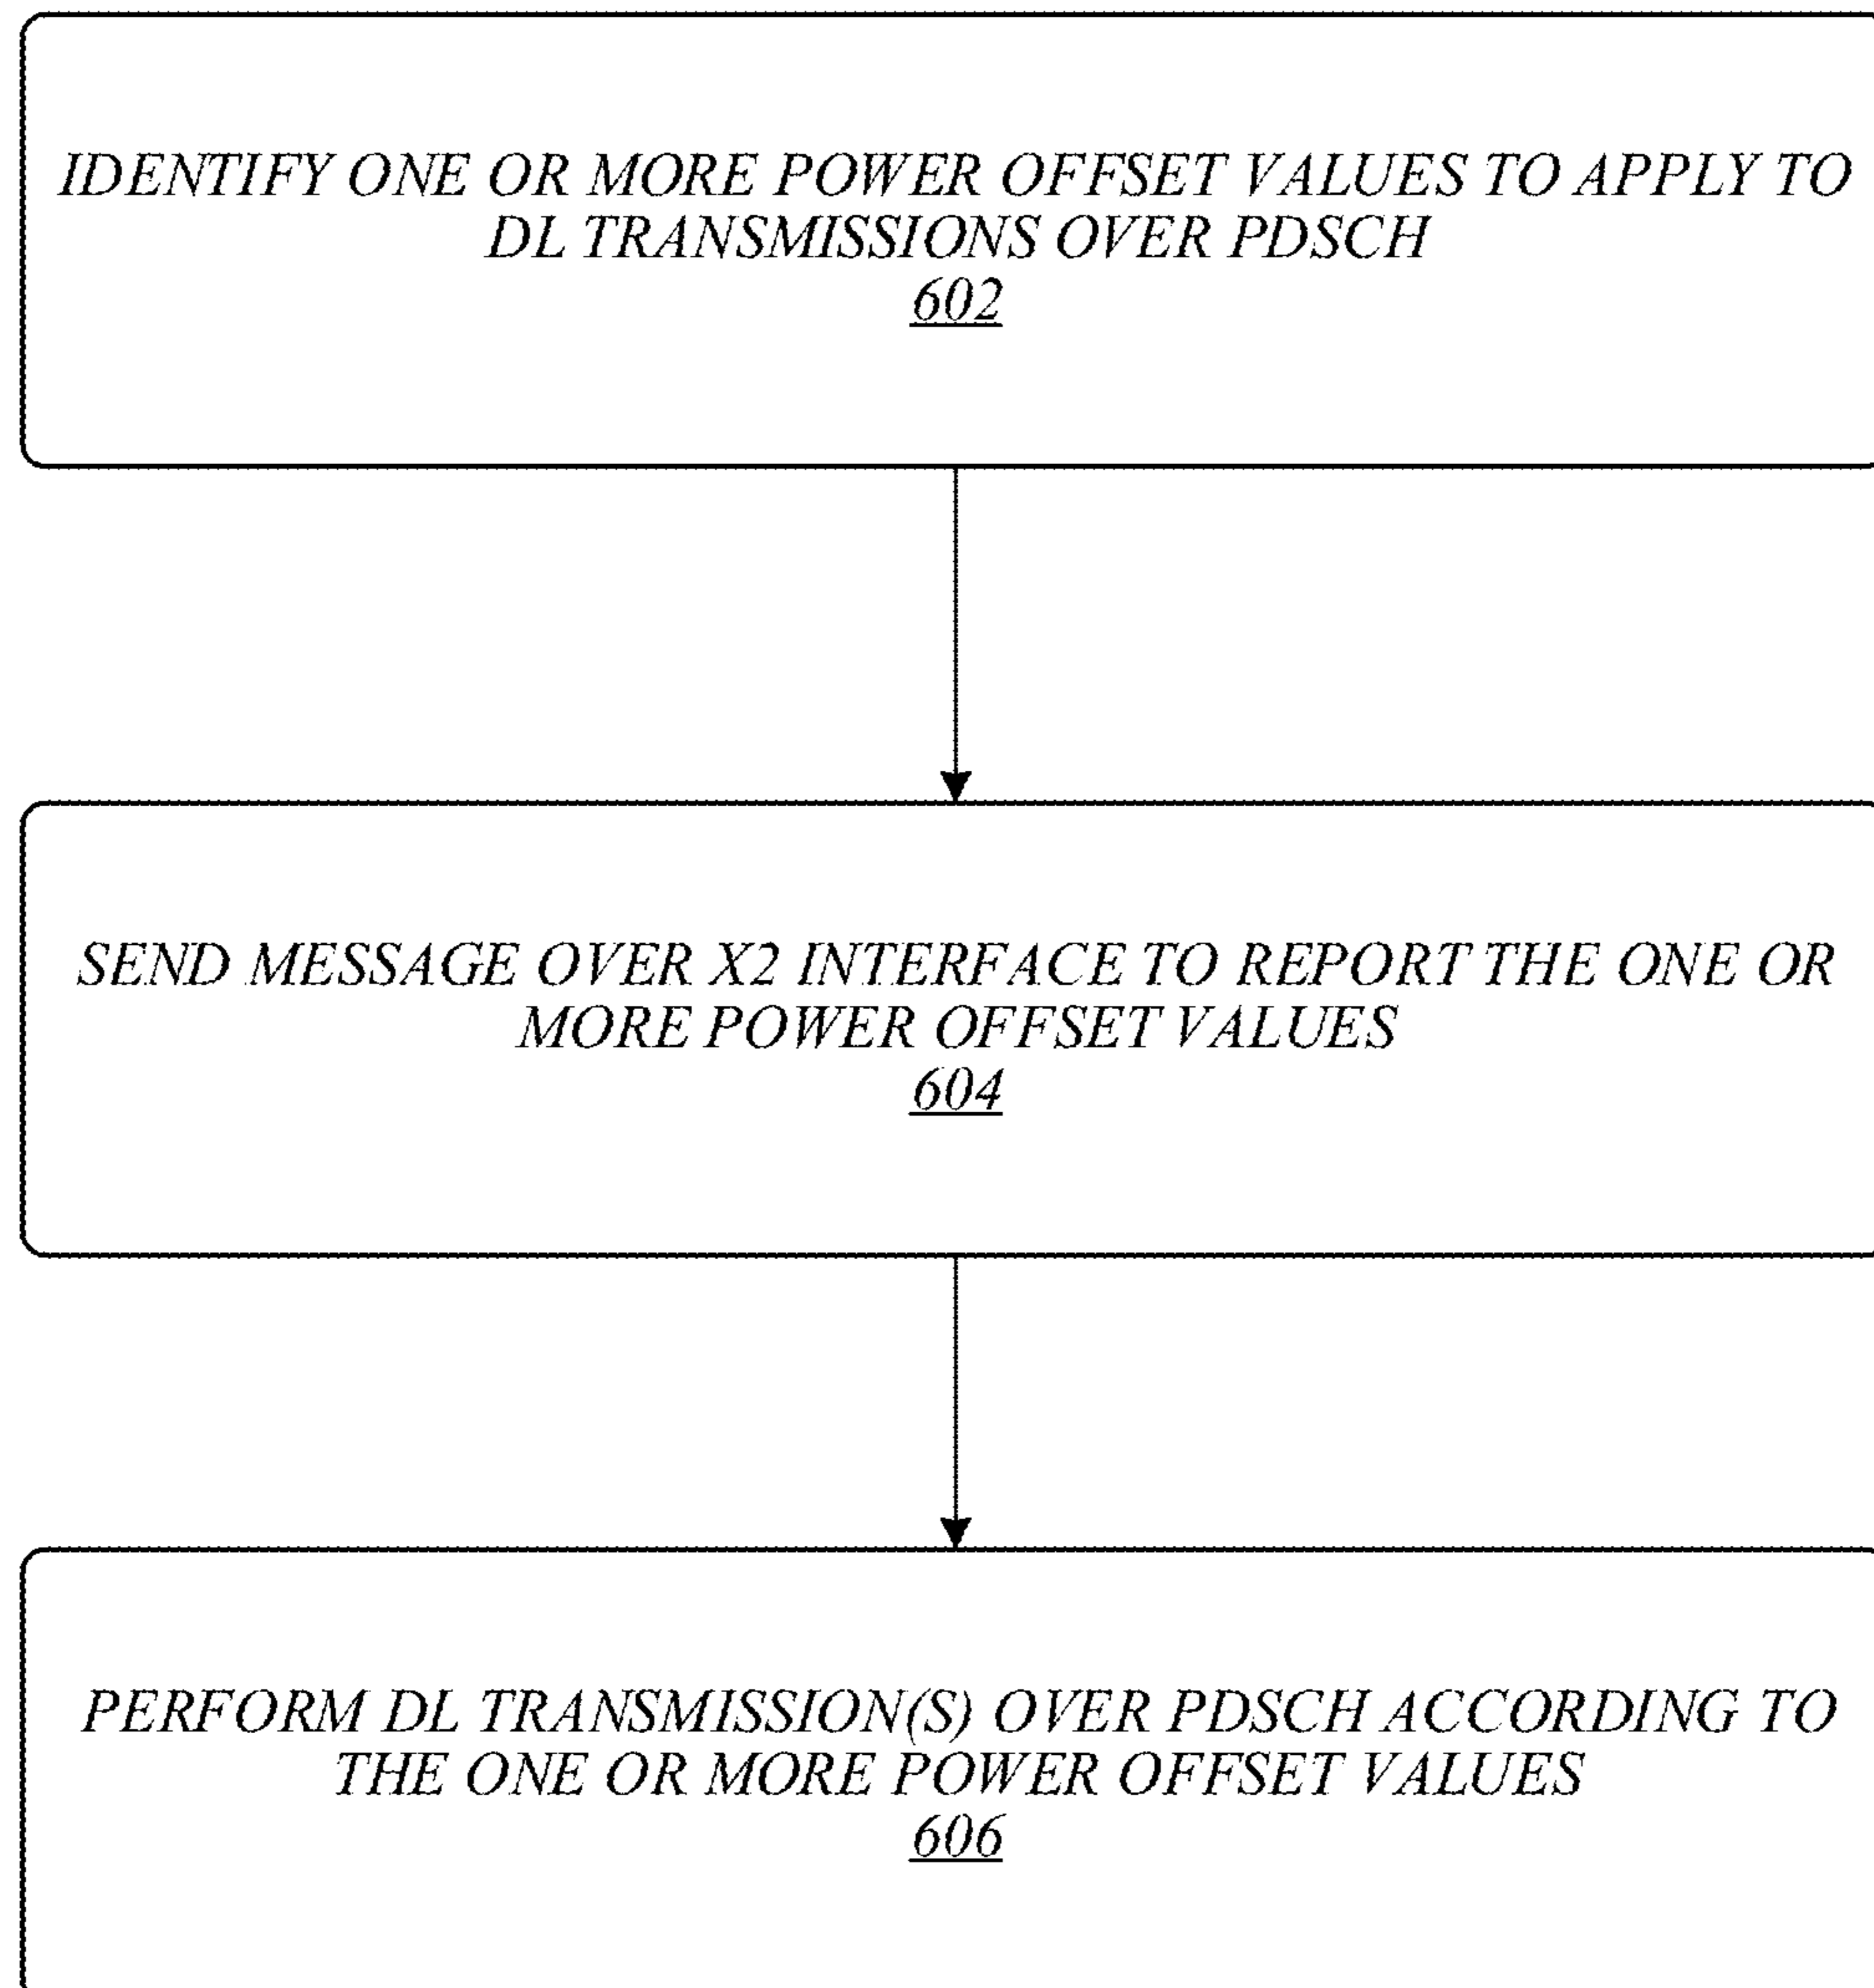 IDENTIFY ONE OR MORE POWER OFFSET VALUES TO APPLY TO
DL TRANSMISSIONS OVER PDSCH
602
SEND MESSAGE OVER X2 INTERFACE TO REPORT THE ONE OR
MORE POWER OFFSET VALUES
604
PERFORM DL TRANSMISSION(S) OVER PDSCH ACCORDING TO
THE ONE OR MORE POWER OFFSET VALUES
606